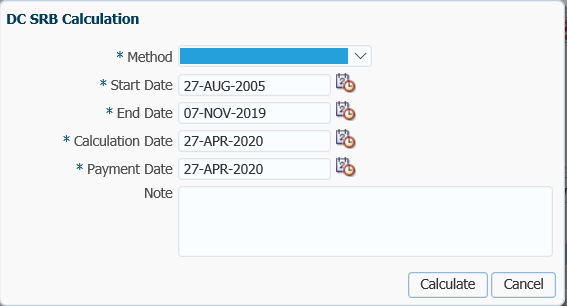 DC SRB Calculation
* Method
* Start Date 27-AUG-2005
* End Date 07-NOV-2019
* Calculation Date 27-APR-2020
* Payment Date 27-APR-2020
Note
Calculate Cancel